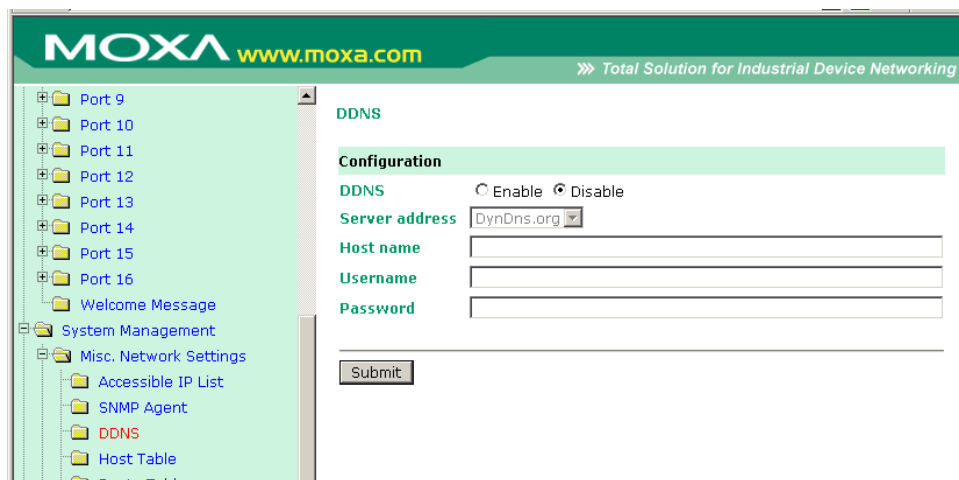 MOXA www.moxa.com
Total Solution for Industrial Device Networking
Port 9
Port 10
Port 11
Port 12
Port 13
Port 14
Port 15
Port 16
Welcome Message
System Management
Misc. Network Settings
Accessible IP List
SNMP Agent
DDNS
Host Table
DDNS
Configuration
DDNS Enable Disable
Server address DynDns.org
Host name
Username
Password
Submit